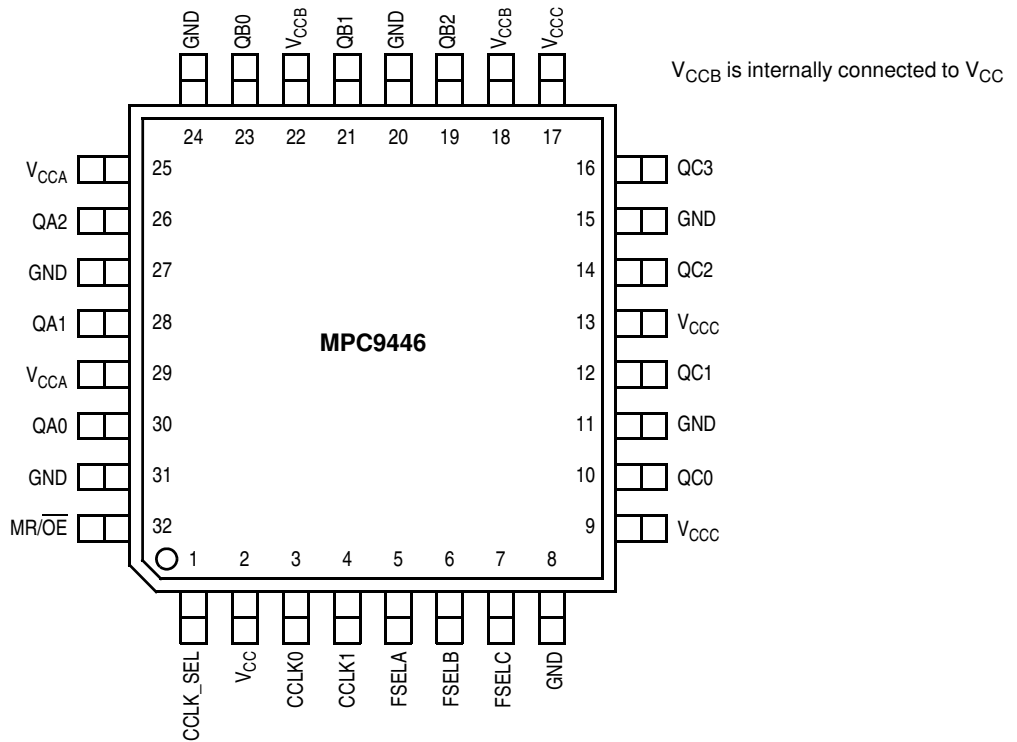 GND QB0 VCCB QB1 GND QB2 VCCB VCCC
VCCB is internally connected to VCC
24 23 22 21 20 19 18 17
VCCA 25 16 QC3
QA2 26 15 GND
GND 27 14 QC2
QA1 28 13 VCCC
MPC9446
VCCA 29 12 QC1
QA0 30 11 GND
GND 31 10 QC0
MR/OE 32 9 VCCC
1 2 3 4 5 6 7 8
CCLK_SEL VCC CCLK0 CCLK1 FSELA FSELB FSELC GND